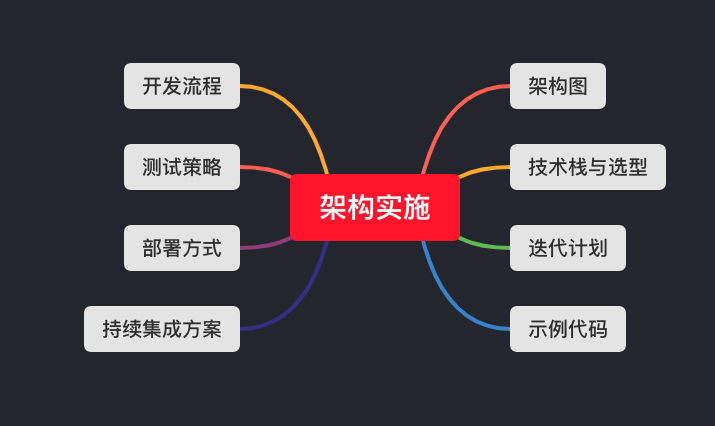 开发流程
架构图
测试策略
技术栈与选型
架构实施
部署方式
迭代计划
持续集成方案
示例代码